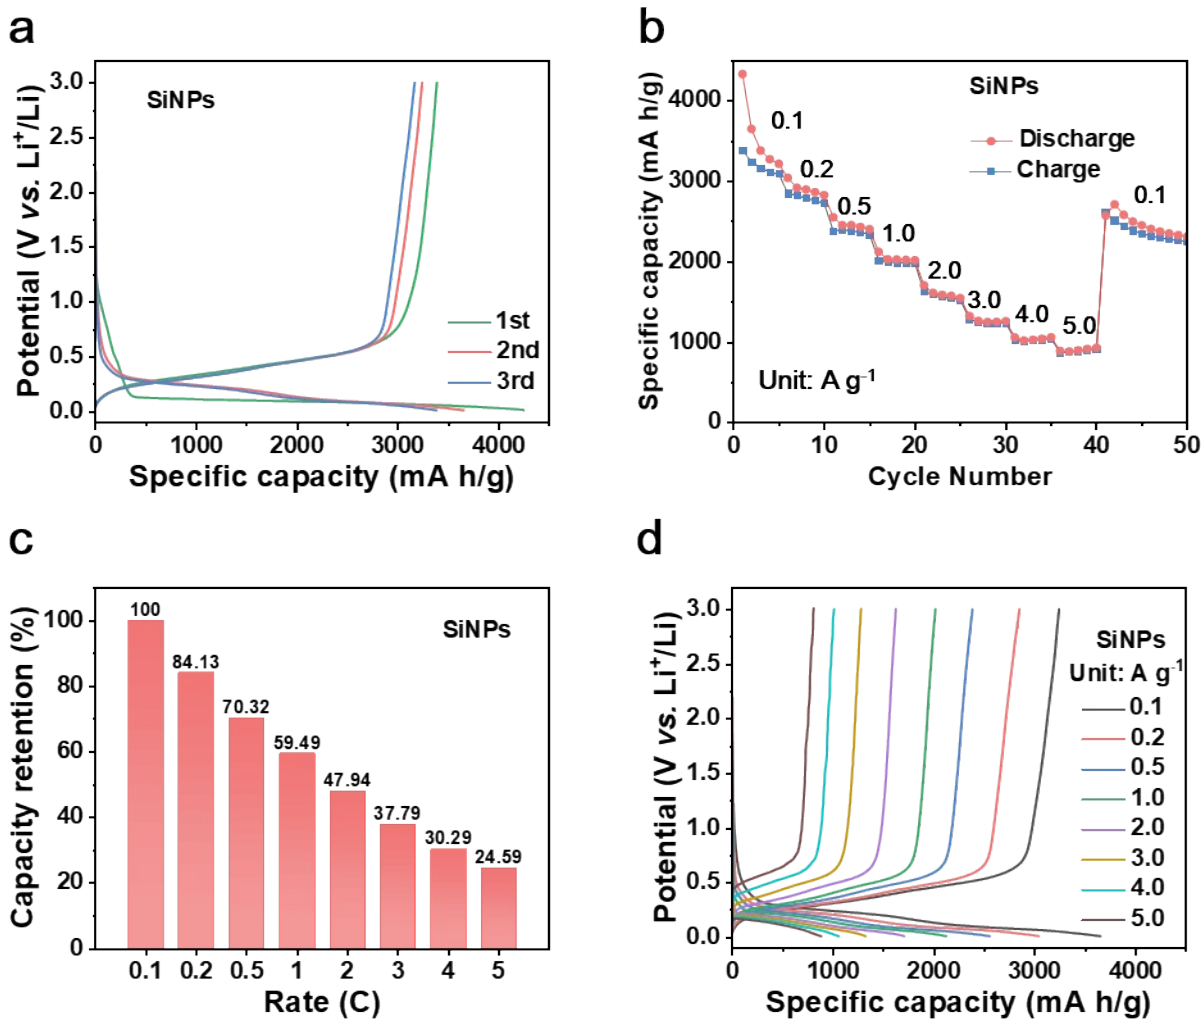 a
Potential (V vs. Li⁺/Li)
3.0
2.5
2.0
1.5
1.0
0.5
0.0
SiNPs
1st
2nd
3rd
0 1000 2000 3000 4000
Specific capacity (mA h/g)
b
Specific capacity (mA h/g)
4000
3000
2000
1000
0
SiNPs
Discharge
Charge
0.1
0.2
0.5
1.0
2.0
3.0
4.0
5.0
0.1
Unit: A g⁻¹
0 10 20 30 40 50
Cycle Number
c
Capacity retention (%)
100
80
60
40
20
0
SiNPs
100
84.13
70.32
59.49
47.94
37.79
30.29
24.59
0.1 0.2 0.5 1 2 3 4 5
Rate (C)
d
Potential (V vs. Li⁺/Li)
3.0
2.5
2.0
1.5
1.0
0.5
0.0
SiNPs
Unit: A g⁻¹
0.1
0.2
0.5
1.0
2.0
3.0
4.0
5.0
0 1000 2000 3000 4000
Specific capacity (mA h/g)